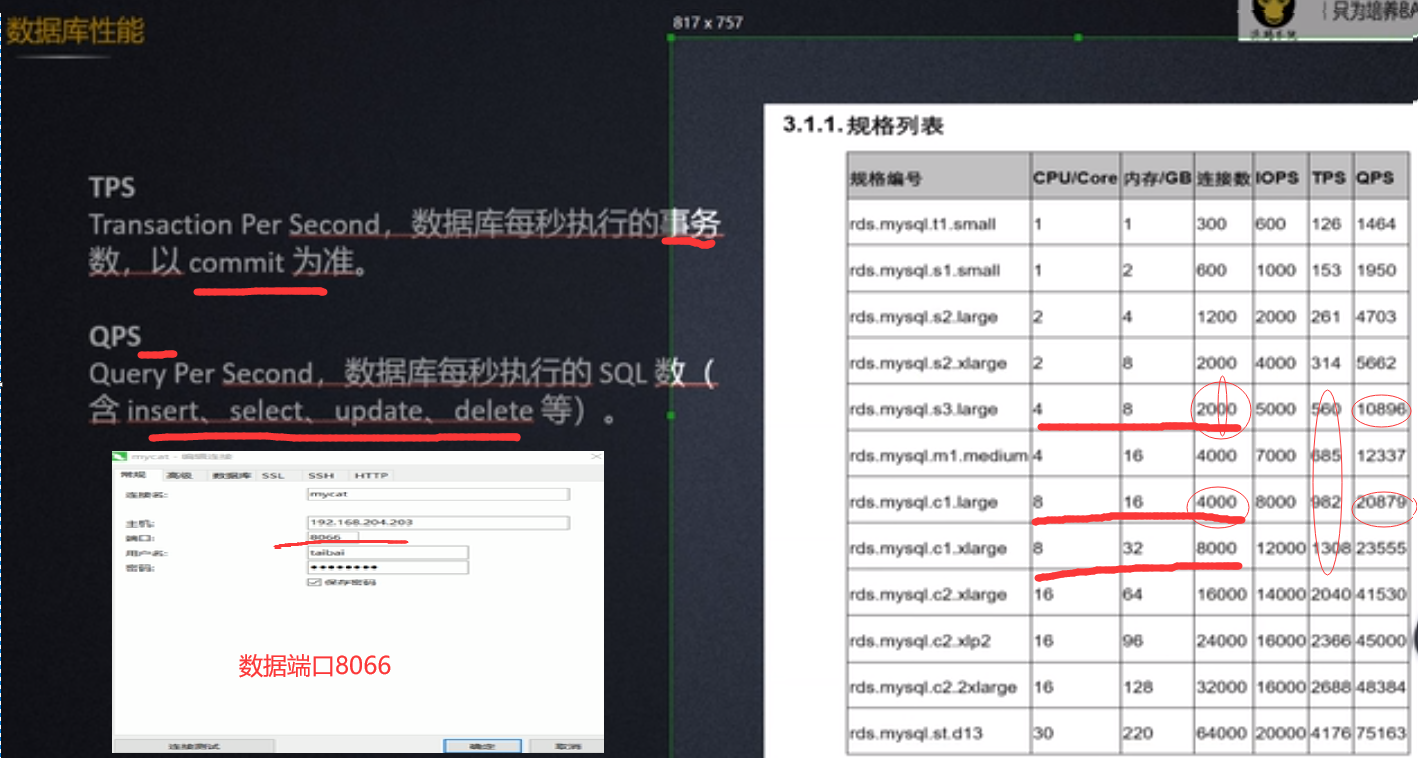 数据库性能
817 x 757
只为培养BA
TPS
Transaction Per Second，数据库每秒执行的事务
数，以 commit 为准。
QPS
Query Per Second，数据库每秒执行的 SQL 数（
含 insert、select、update、delete 等）。
mycat - 编辑连接
常规 高级 数据库 SSL SSH HTTP
连接名: mycat
主机: 192.168.204.203
端口: 8066
用户名: taibai
密码: ●●●●●●●●
保存密码
数据端口8066
连接测试 确定 取消
3.1.1.规格列表
规格编号 CPU/Core 内存/GB 连接数 IOPS TPS QPS
rds.mysql.t1.small 1 1 300 600 126 1464
rds.mysql.s1.small 1 2 600 1000 153 1950
rds.mysql.s2.large 2 4 1200 2000 261 4703
rds.mysql.s2.xlarge 2 8 2000 4000 314 5662
rds.mysql.s3.large 4 8 2000 5000 560 10896
rds.mysql.m1.medium 4 16 4000 7000 685 12337
rds.mysql.c1.large 8 16 4000 8000 982 20879
rds.mysql.c1.xlarge 8 32 8000 12000 1308 23555
rds.mysql.c2.xlarge 16 64 16000 14000 2040 41530
rds.mysql.c2.xlp2 16 96 24000 16000 2366 45000
rds.mysql.c2.2xlarge 16 128 32000 16000 2688 48384
rds.mysql.st.d13 30 220 64000 20000 4176 75163